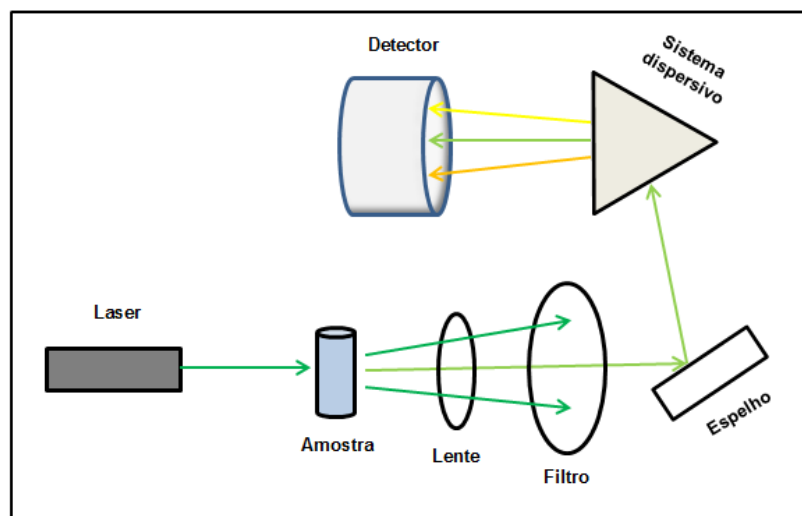 Detector
Sistema
dispersivo
Laser
Amostra
Lente
Filtro
Espelho